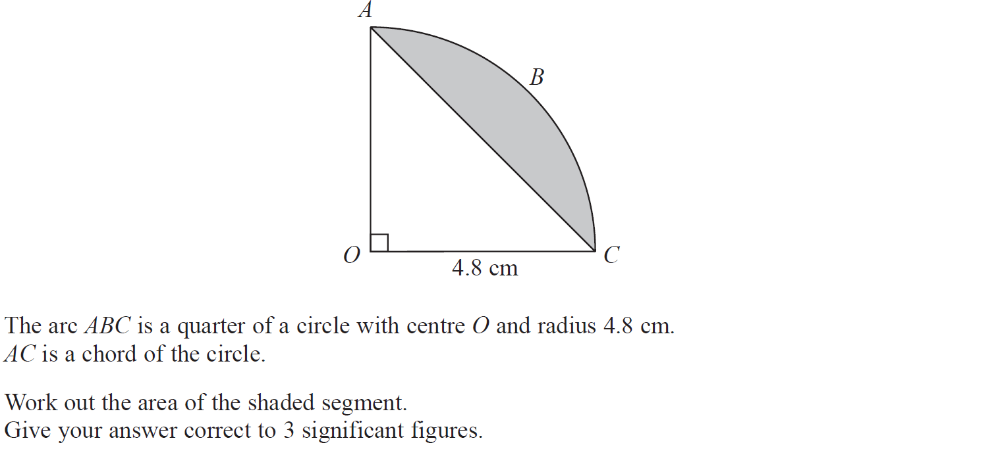 A
B
O
C
4.8 cm
The arc ABC is a quarter of a circle with centre O and radius 4.8 cm.
AC is a chord of the circle.
Work out the area of the shaded segment.
Give your answer correct to 3 significant figures.